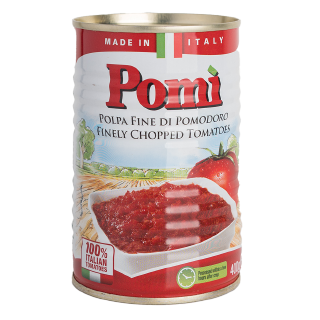 MADE IN ITALY
Pomì
POLPA FINE DI POMODORO
FINELY CHOPPED TOMATOES
100%
ITALIAN
TOMATOES
400